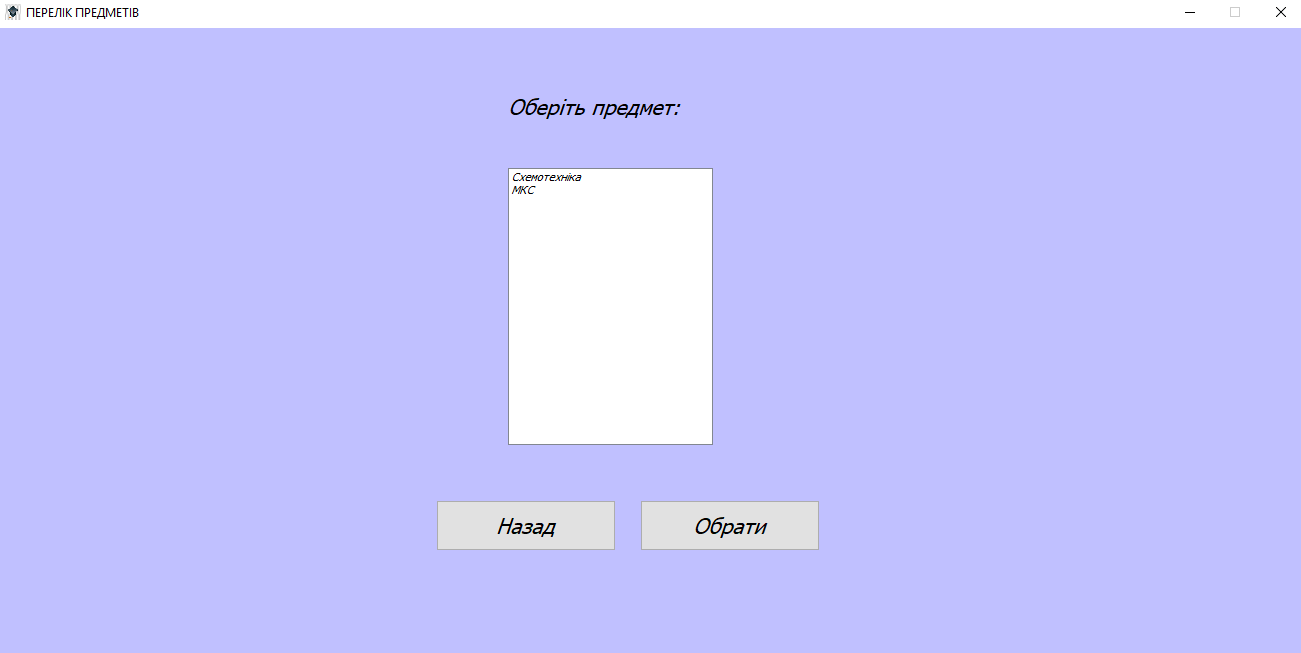 ПЕРЕЛІК ПРЕДМЕТІВ
Оберіть предмет:
Схемотехніка
МКС
Назад
Обрати